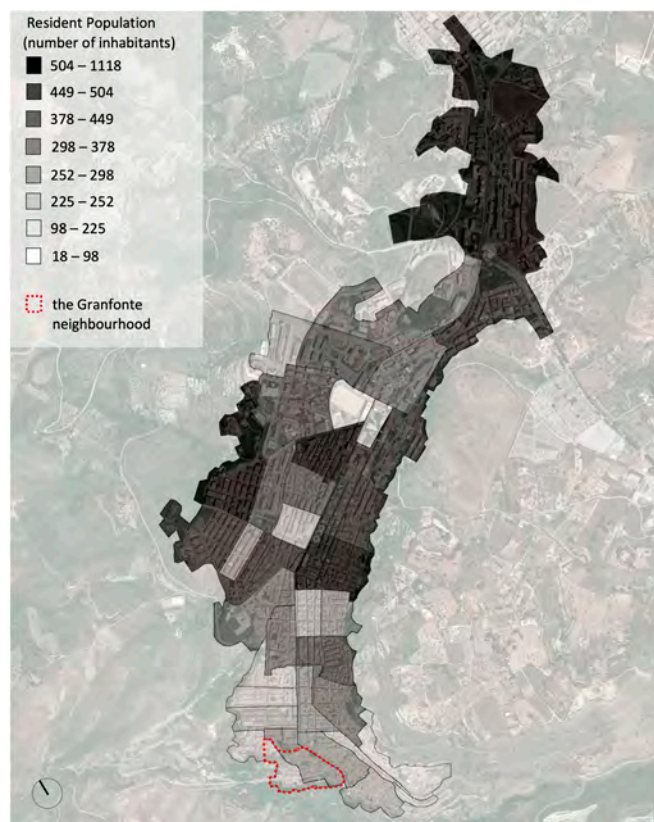 Resident Population
(number of inhabitants)
504 – 1118
449 – 504
378 – 449
298 – 378
252 – 298
225 – 252
98 – 225
18 – 98
the Granfonte
neighbourhood